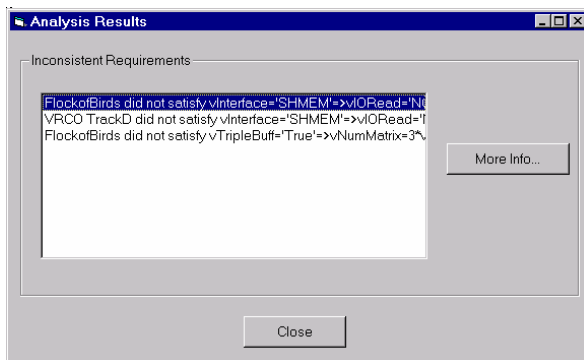 Analysis Results
Inconsistent Requirements
FlockofBirds did not satisfy vInterface='SHMEM'=>vIORead='NO
VRCO TrackD did not satisfy vInterface='SHMEM'=>vIORead='
FlockofBirds did not satisfy vTripleBuff='True'=>vNumMatrix=3*
More Info...
Close